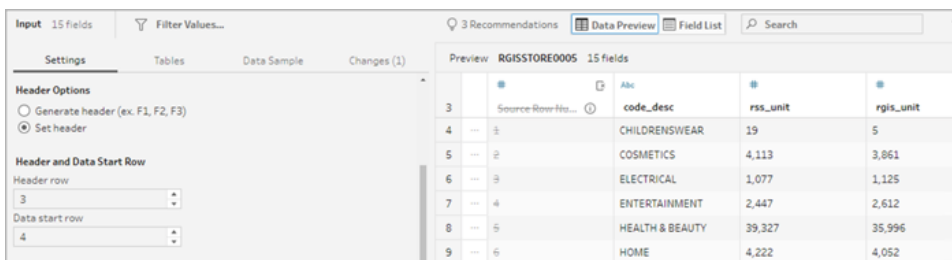 Input 15 fields Filter Values... 3 Recommendations Data Preview Field List Search
Settings Tables Data Sample Changes (1)
Preview RGISSTORE0005 15 fields
Header Options
Generate header (ex. F1, F2, F3)
Set header
Header and Data Start Row
Header row
3
Data start row
4
# Abc # #
3 Source Row Nu... code_desc rss_unit rgis_unit
4 1 CHILDRENSWEAR 19 5
5 2 COSMETICS 4,113 3,861
6 3 ELECTRICAL 1,077 1,125
7 4 ENTERTAINMENT 2,447 2,612
8 5 HEALTH & BEAUTY 39,327 35,996
9 6 HOME 4,222 4,052